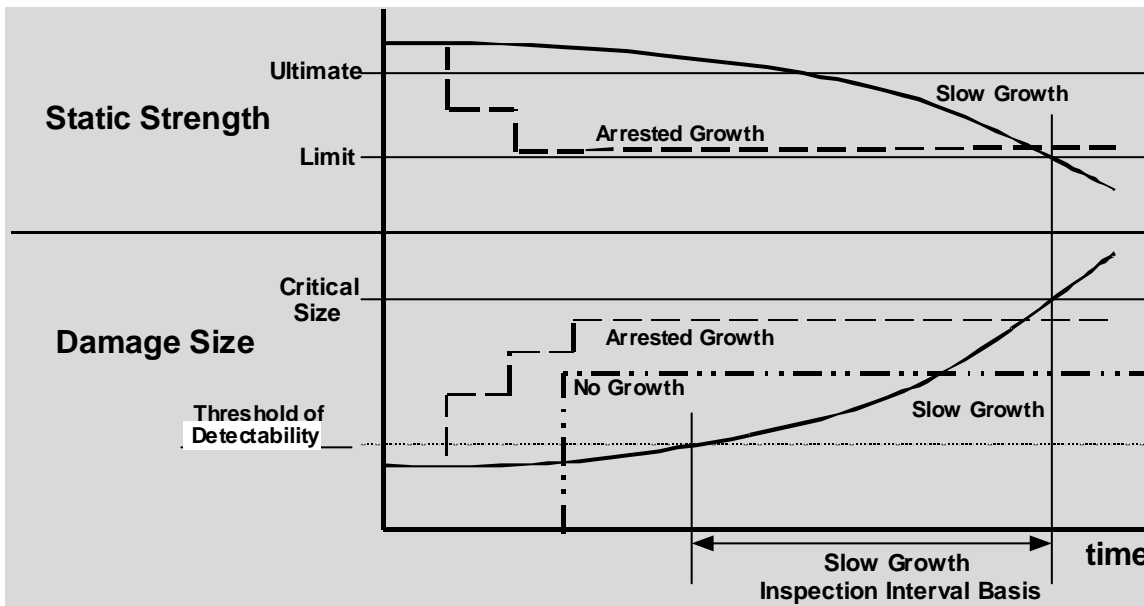 Ultimate
Slow Growth
Static Strength
Arrested Growth
Limit
Critical
Size
Damage Size
Arrested Growth
No Growth
Slow Growth
Threshold of
Detectability
time
Slow Growth
Inspection Interval Basis